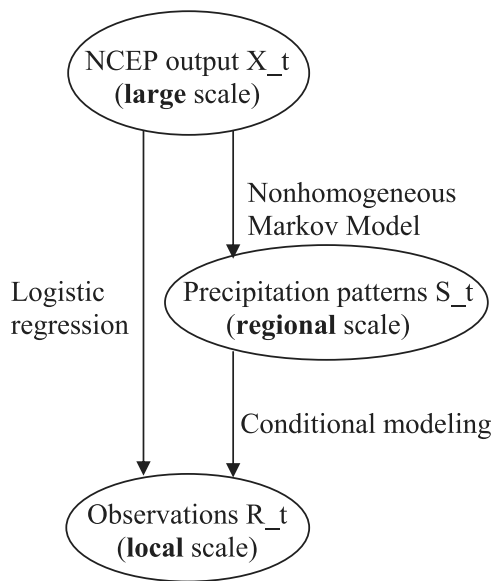 NCEP output X_t
(large scale)
Nonhomogeneous
Markov Model
Logistic
regression
Precipitation patterns S_t
(regional scale)
Conditional modeling
Observations R_t
(local scale)